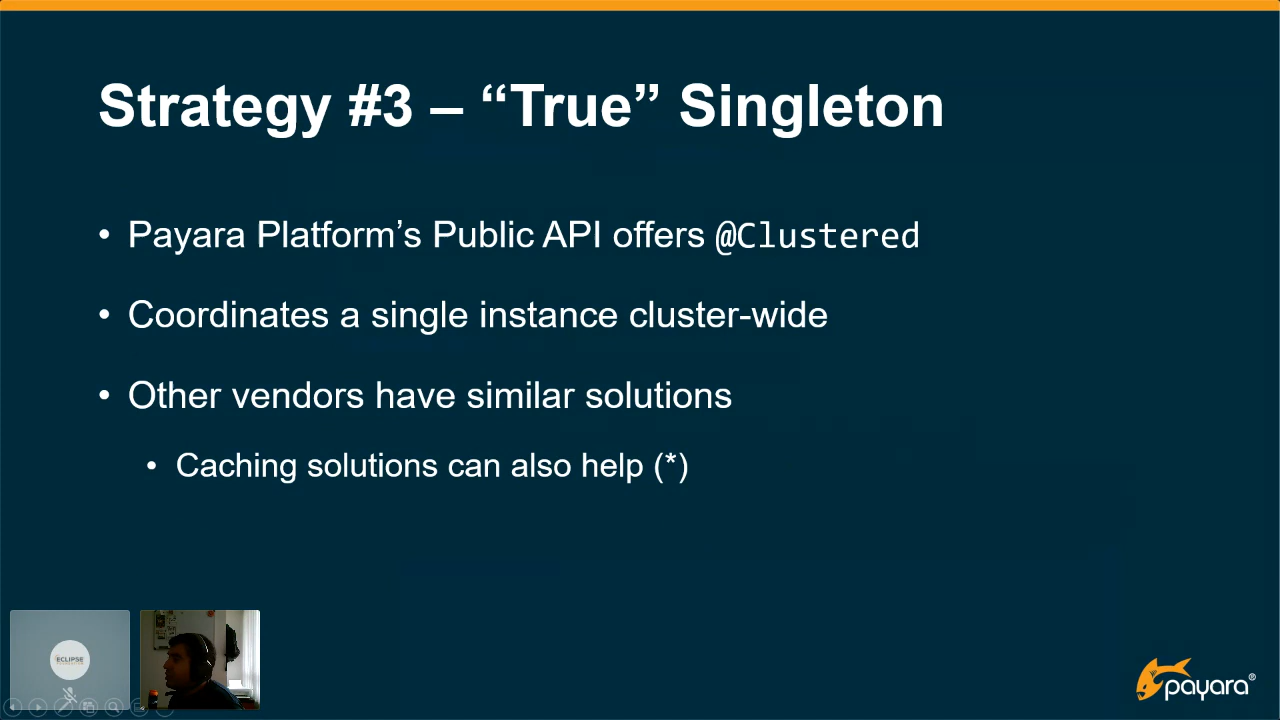 Strategy #3 – “True” Singleton
• Payara Platform’s Public API offers @Clustered
• Coordinates a single instance cluster-wide
• Other vendors have similar solutions
• Caching solutions can also help (*)
ECLIPSE
payara®